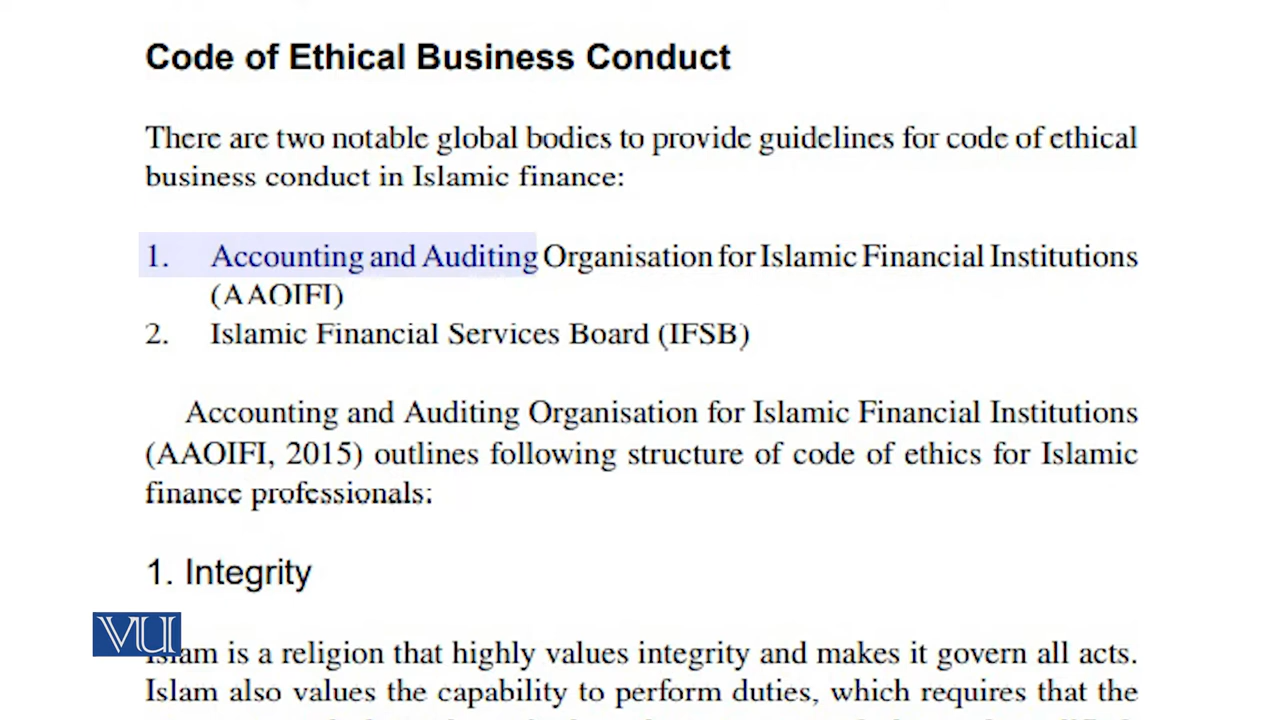 Code of Ethical Business Conduct
There are two notable global bodies to provide guidelines for code of ethical
business conduct in Islamic finance:
1. Accounting and Auditing Organisation for Islamic Financial Institutions
(AAOIFI)
2. Islamic Financial Services Board (IFSB)
Accounting and Auditing Organisation for Islamic Financial Institutions
(AAOIFI, 2015) outlines following structure of code of ethics for Islamic
finance professionals:
1. Integrity
VU
Islam is a religion that highly values integrity and makes it govern all acts.
Islam also values the capability to perform duties, which requires that the